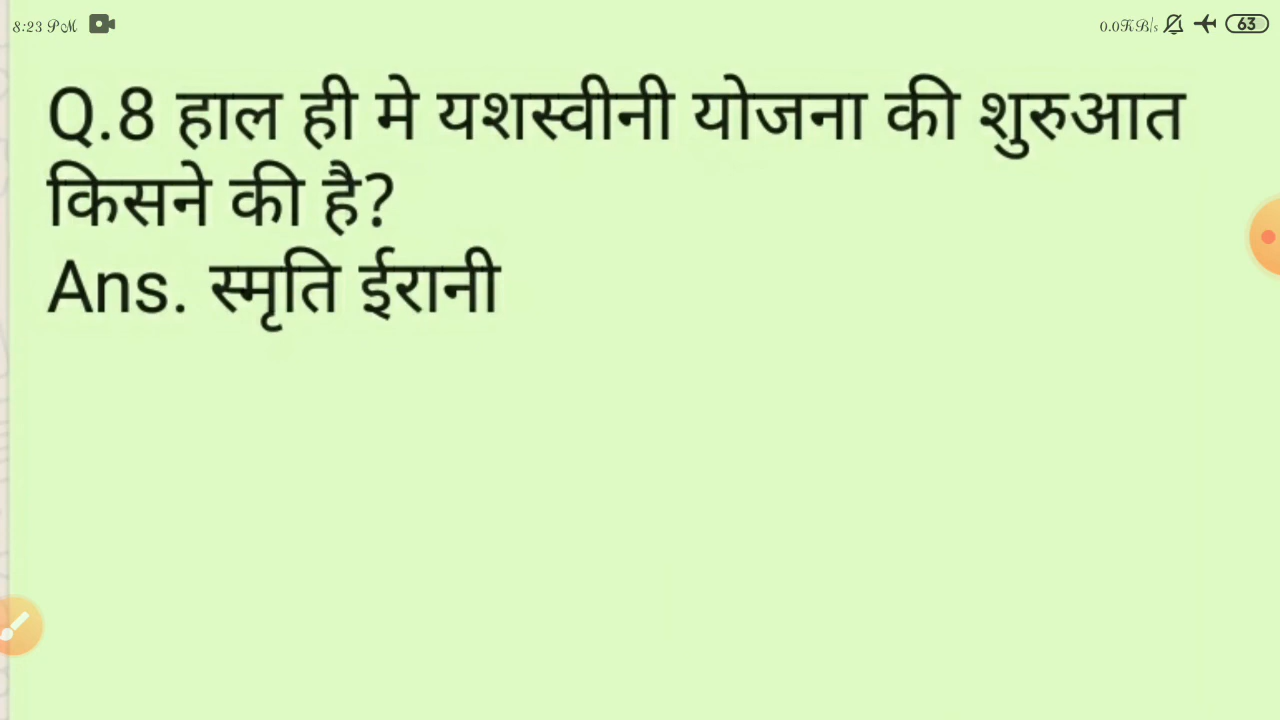 8:23 PM 0.0KB/s 63
Q.8 हाल ही मे यशस्वीनी योजना की शुरुआत
किसने की है?
Ans. स्मृति ईरानी